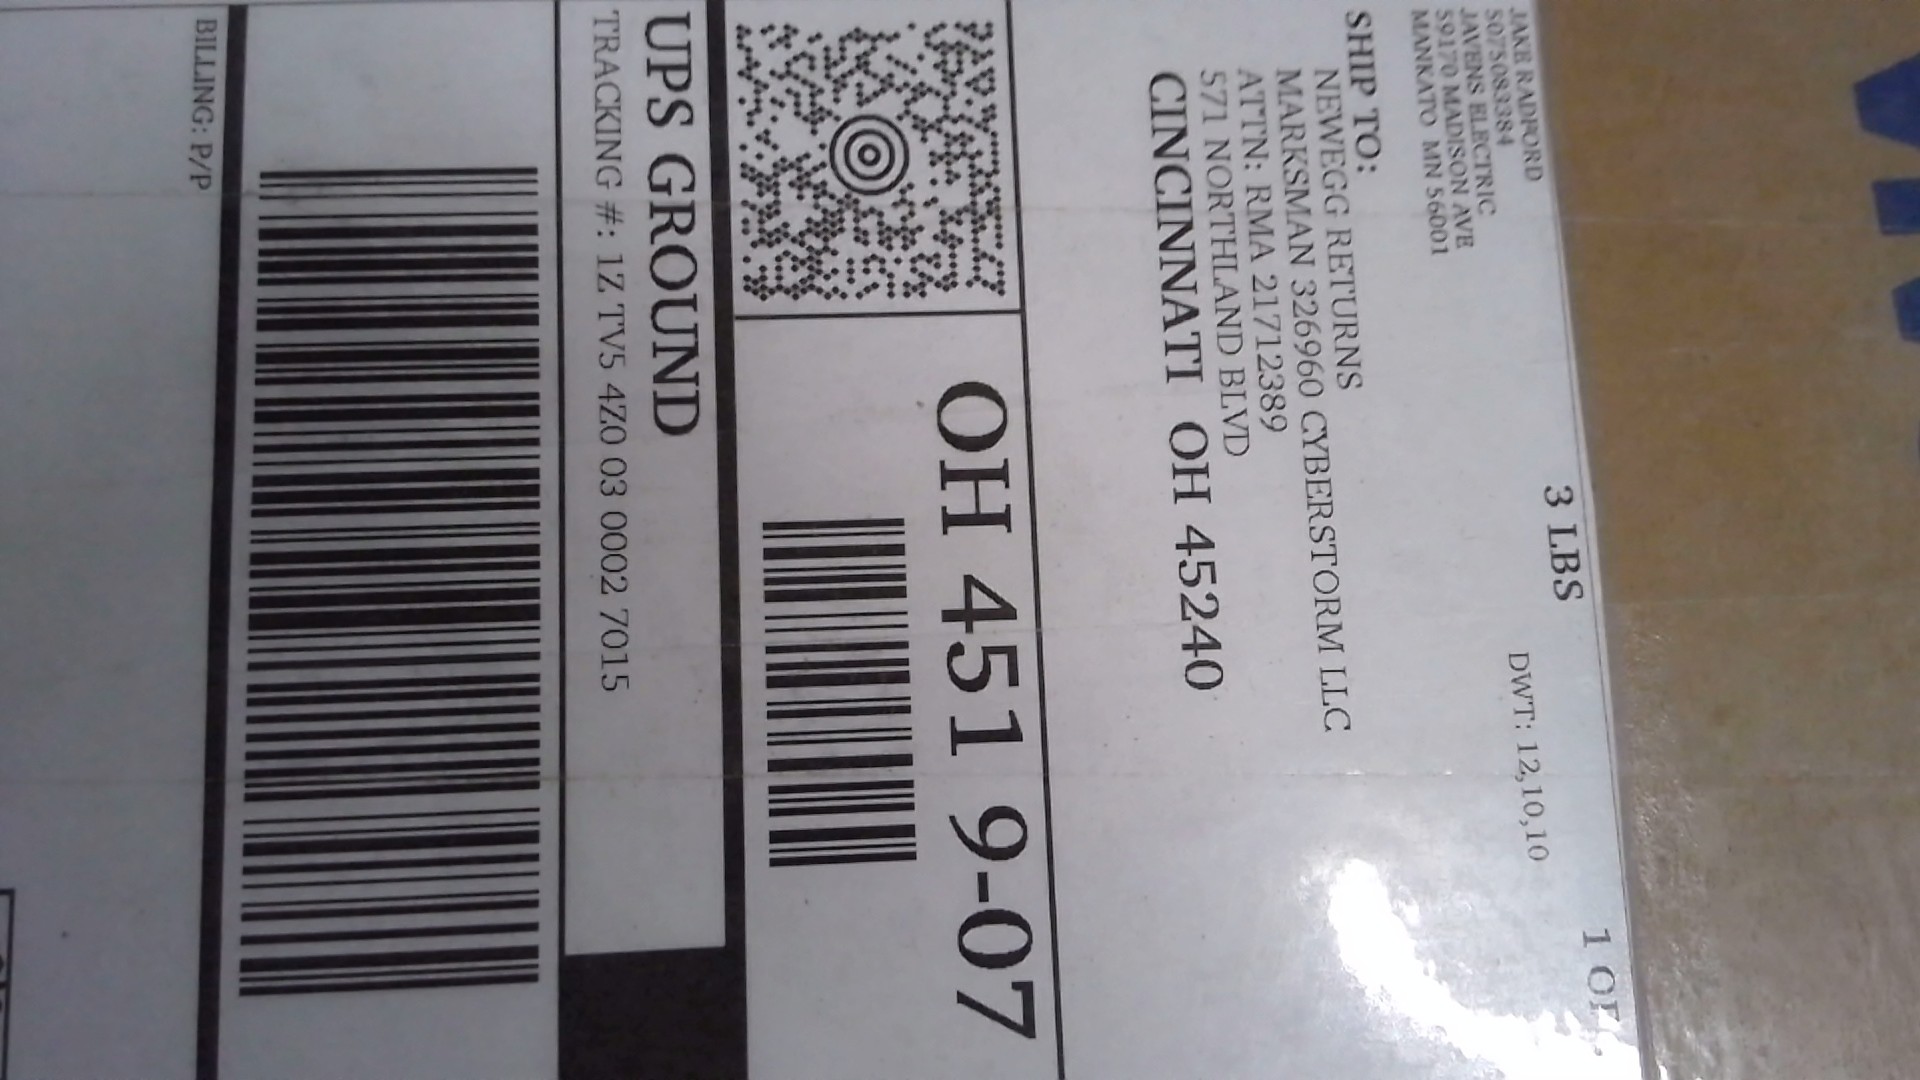 JAKE RADFORD
5075083384
JAVENS ELECTRIC
59170 MADISON AVE
MANKATO MN 56001
3 LBS
1 OF
DWT: 12,10,10
SHIP TO:
NEWEGG RETURNS
MARKSMAN 326960 CYBERSTORM LLC
ATTN: RMA 21712389
571 NORTHLAND BLVD
CINCINNATI OH 45240
OH 451 9-07
UPS GROUND
TRACKING #: 1Z TV5 4Z0 03 0002 7015
BILLING: P/P